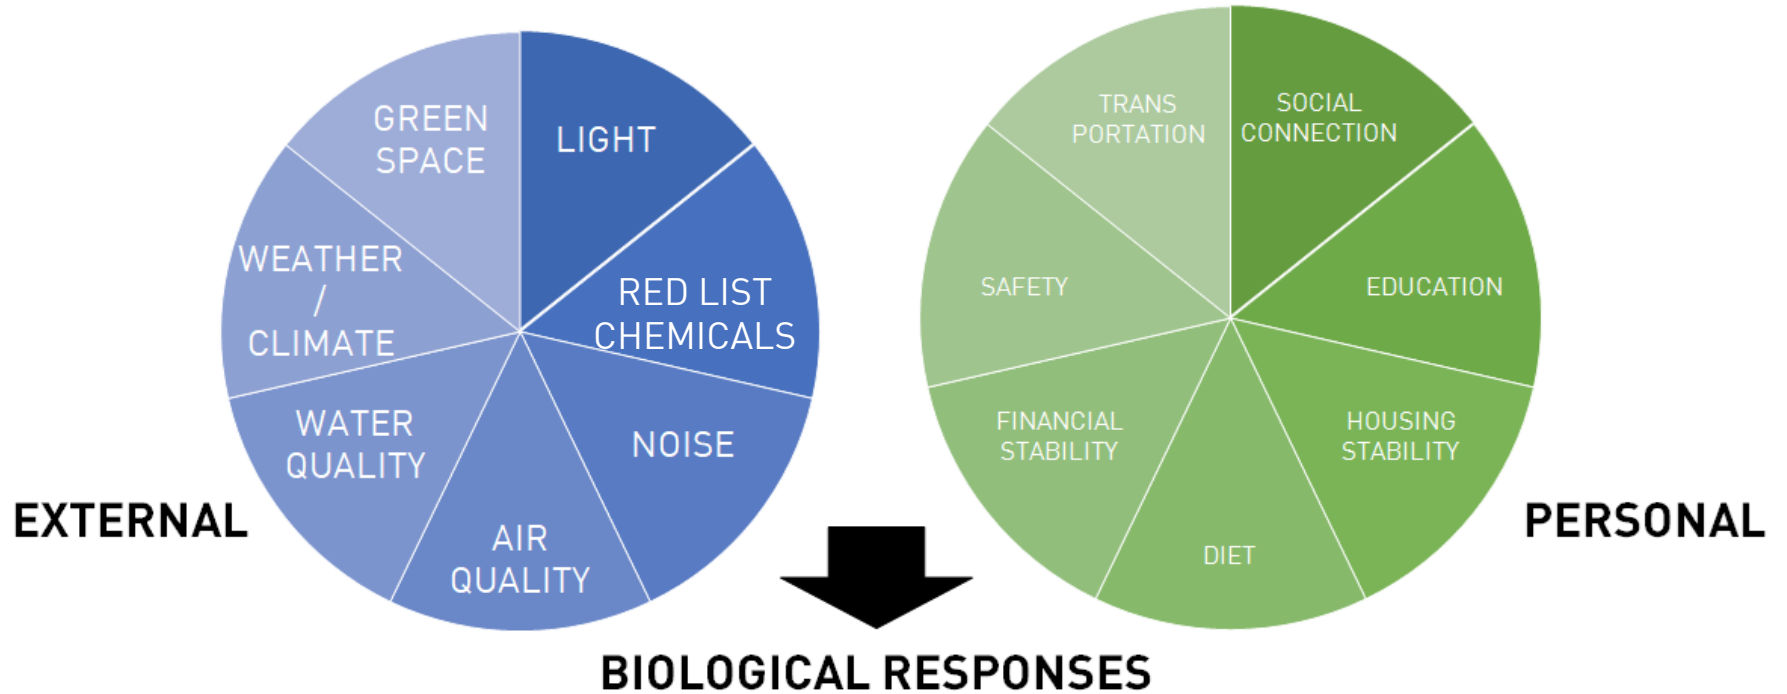 GREEN
SPACE
LIGHT
WEATHER
/
CLIMATE
RED LIST
CHEMICALS
WATER
QUALITY
NOISE
AIR
QUALITY
EXTERNAL
TRANS
PORTATION
SOCIAL
CONNECTION
SAFETY
EDUCATION
FINANCIAL
STABILITY
HOUSING
STABILITY
DIET
PERSONAL
BIOLOGICAL RESPONSES